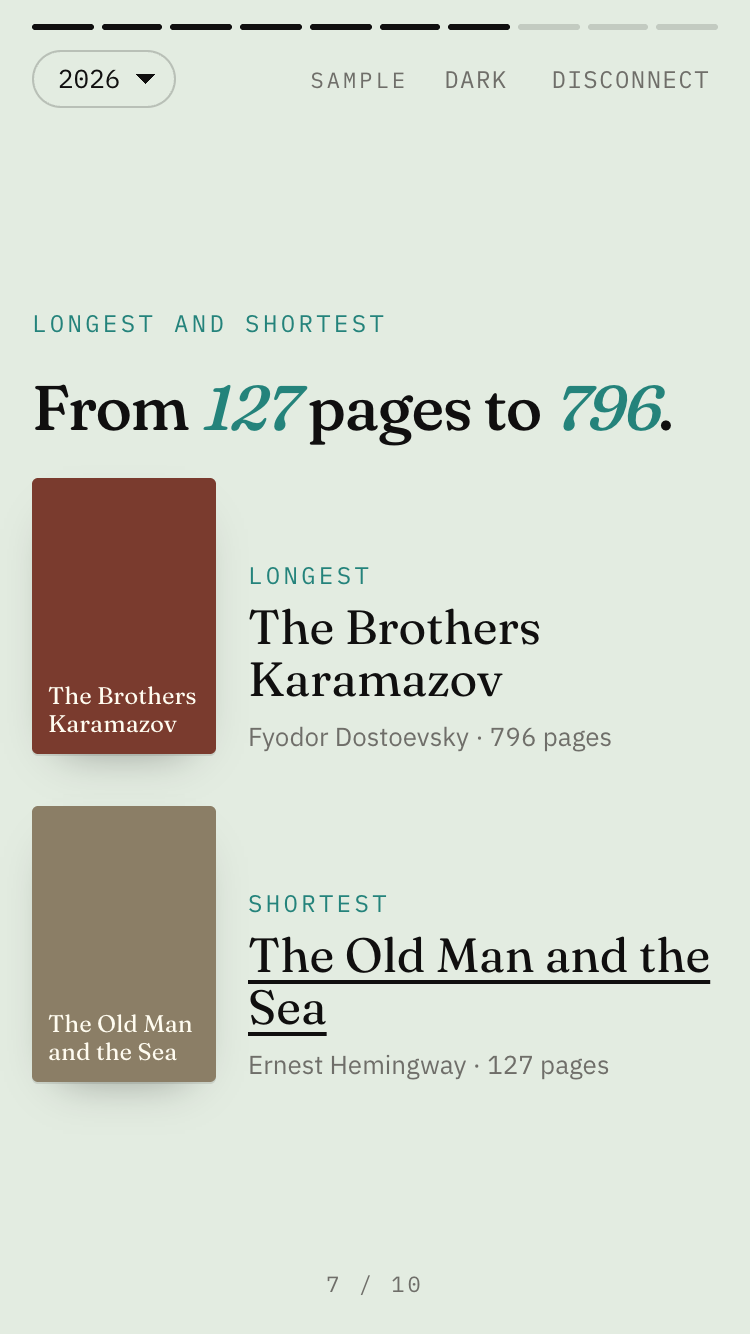 2026
SAMPLE DARK DISCONNECT
LONGEST AND SHORTEST
From 127 pages to 796.
The Brothers
Karamazov
LONGEST
The Brothers
Karamazov
Fyodor Dostoevsky · 796 pages
The Old Man
and the Sea
SHORTEST
The Old Man and the
Sea
Ernest Hemingway · 127 pages
7 / 10